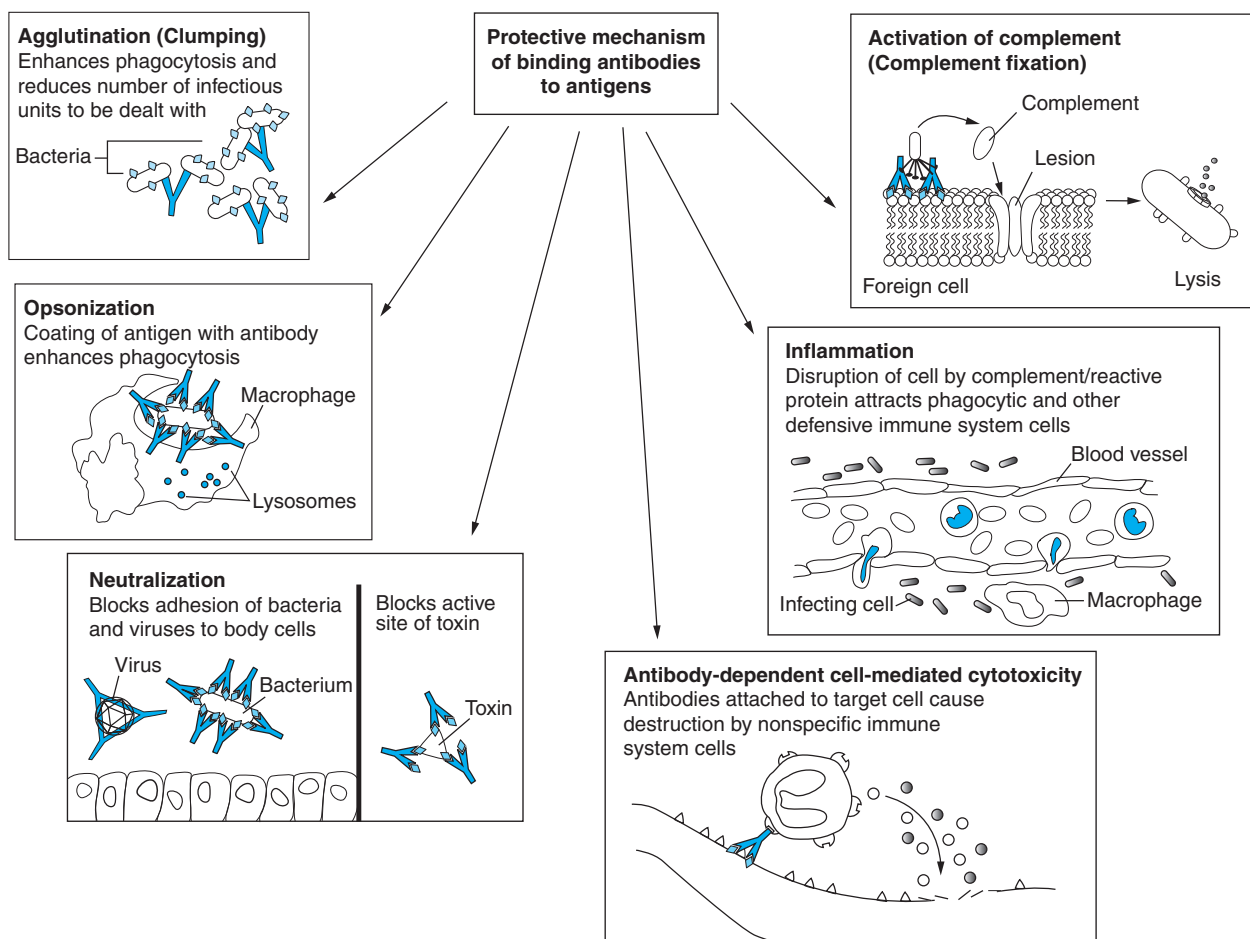 Protective mechanism
of binding antibodies
to antigens
Agglutination (Clumping)
Enhances phagocytosis and
reduces number of infectious
units to be dealt with
Bacteria
Opsonization
Coating of antigen with antibody
enhances phagocytosis
Macrophage
Lysosomes
Neutralization
Blocks adhesion of bacteria
and viruses to body cells
Virus
Bacterium
Blocks active
site of toxin
Toxin
Activation of complement
(Complement fixation)
Complement
Lesion
Foreign cell
Lysis
Inflammation
Disruption of cell by complement/reactive
protein attracts phagocytic and other
defensive immune system cells
Blood vessel
Infecting cell
Macrophage
Antibody-dependent cell-mediated cytotoxicity
Antibodies attached to target cell cause
destruction by nonspecific immune
system cells